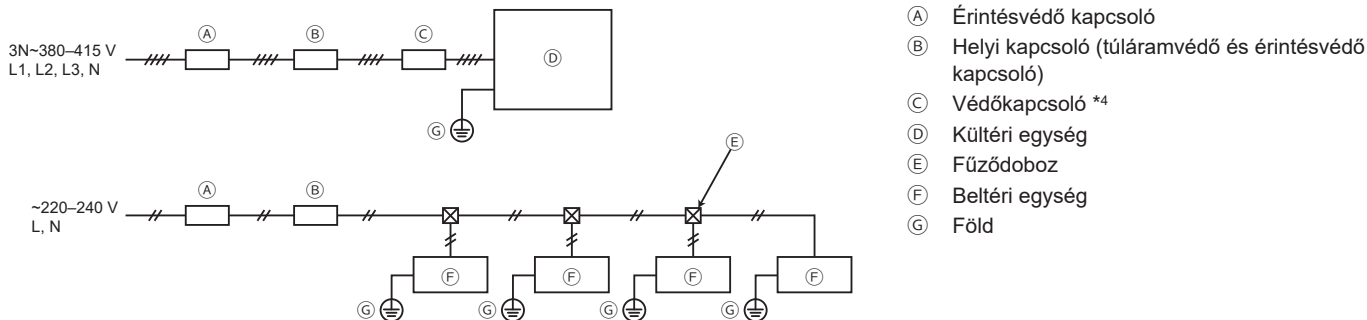 3N~380–415 V
L1, L2, L3, N
Ⓐ
Ⓑ
Ⓒ
Ⓓ
Ⓖ
Ⓔ
~220–240 V
L, N
Ⓐ
Ⓑ
Ⓕ
Ⓕ
Ⓕ
Ⓕ
Ⓖ
Ⓖ
Ⓖ
Ⓖ
Ⓐ Érintésvédő kapcsoló
Ⓑ Helyi kapcsoló (túláramvédő és érintésvédő
kapcsoló)
Ⓒ Védőkapcsoló *4
Ⓓ Kültéri egység
Ⓔ Fűződoboz
Ⓕ Beltéri egység
Ⓖ Föld